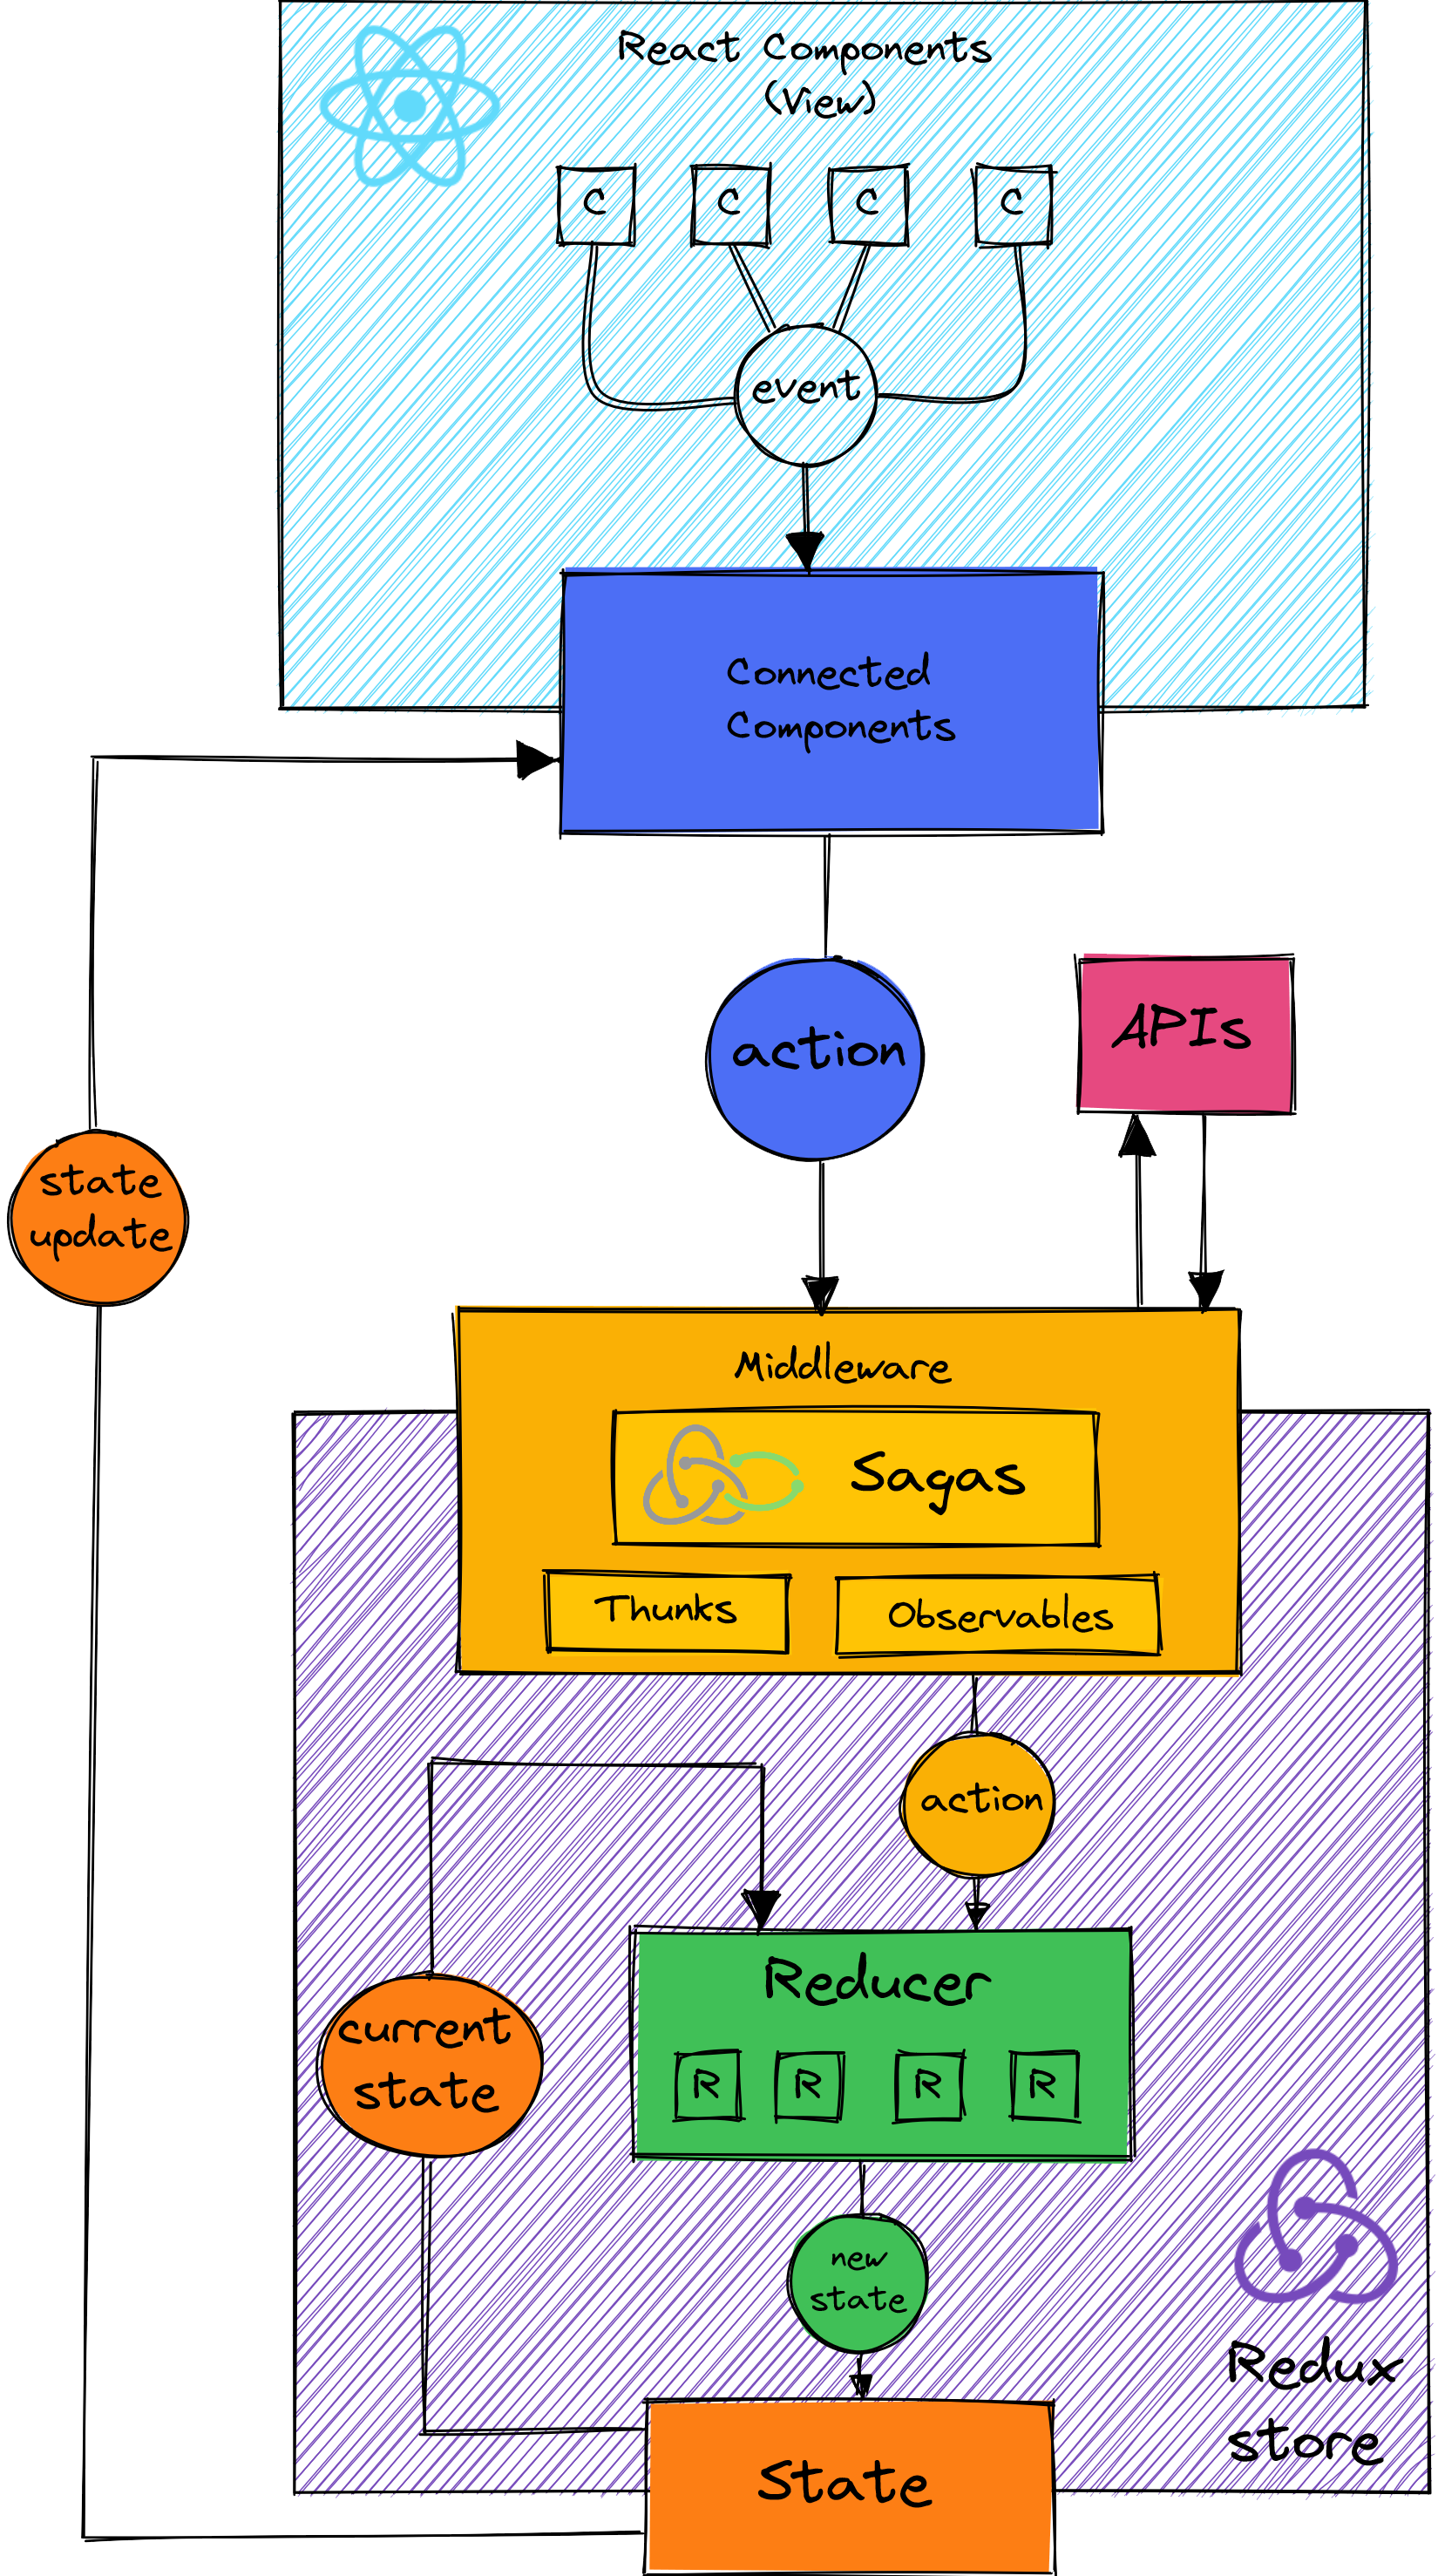 React Components
(View)
C
C
C
C
event
Connected
Components
action
APIs
state
update
Middleware
Sagas
Thunks
Observables
action
Reducer
current
state
R
R
R
R
new
state
Redux
store
State